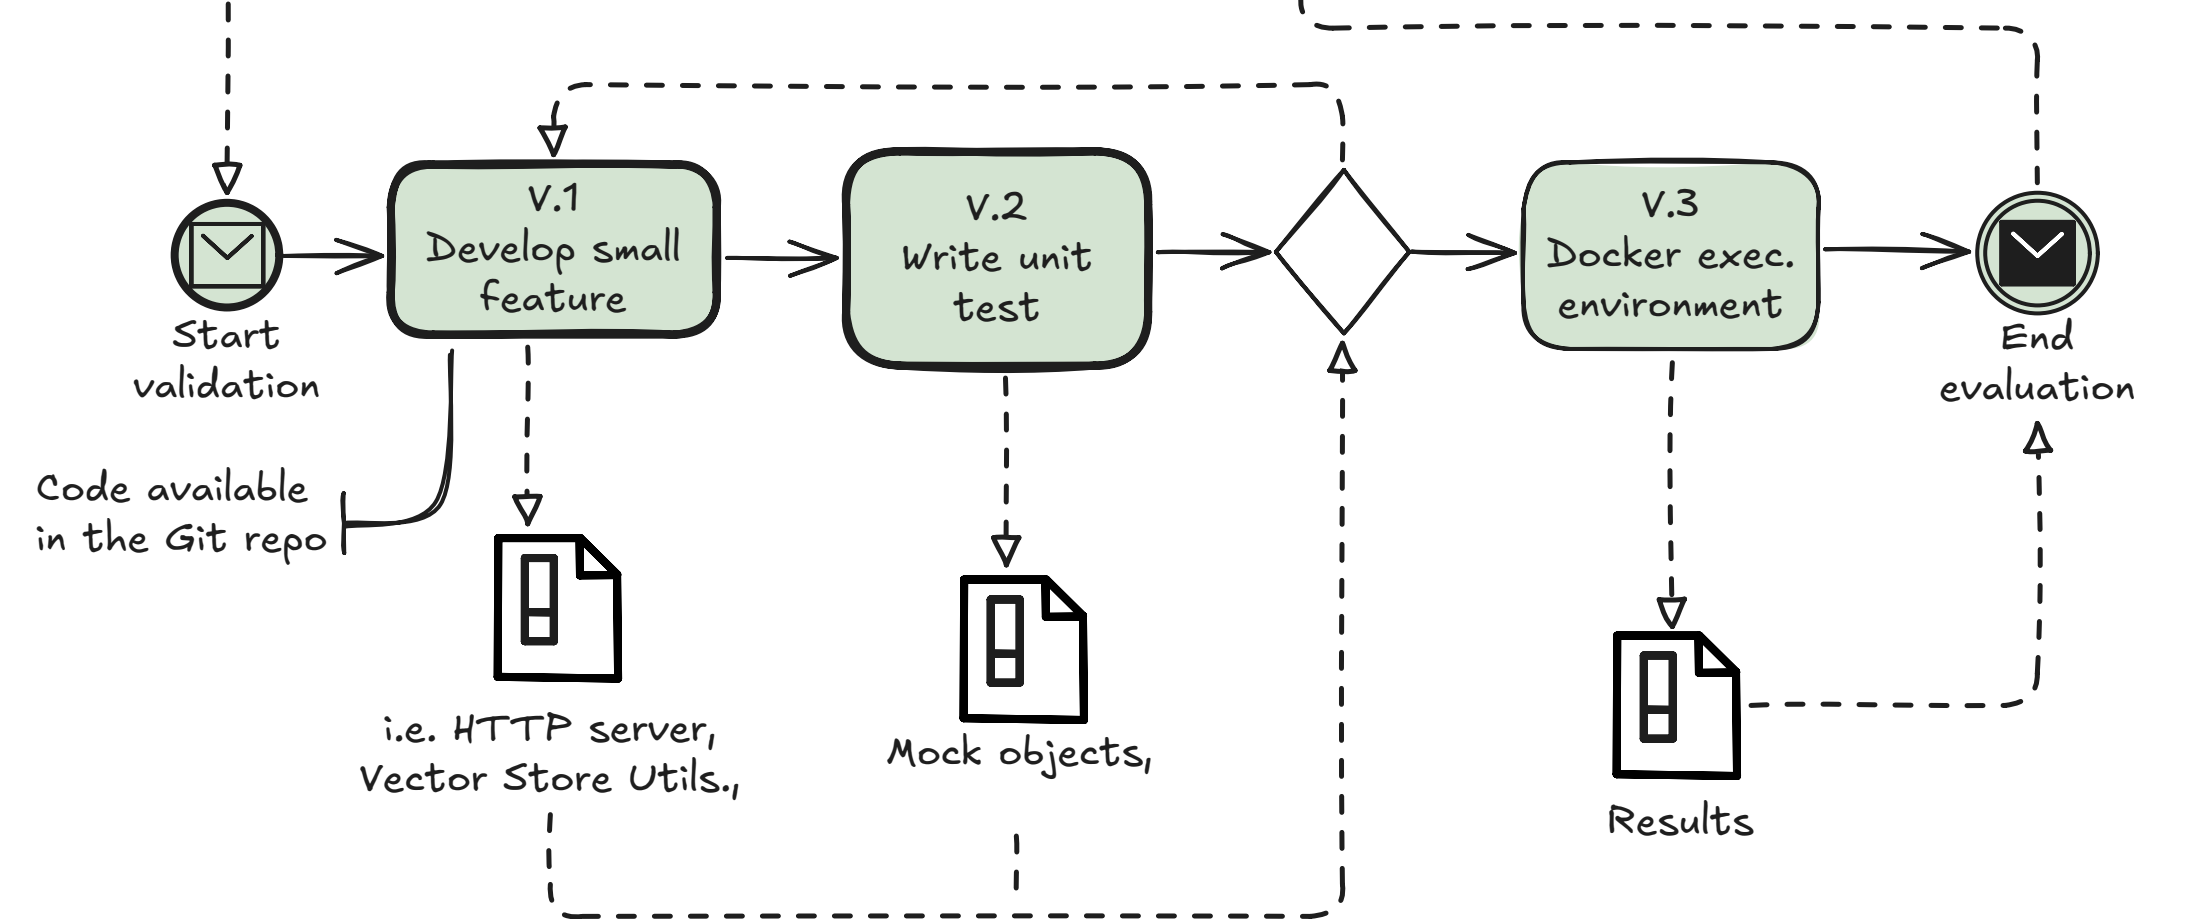 V.1
Develop small
feature
V.2
Write unit
test
V.3
Docker exec.
environment
Start
validation
End
evaluation
Code available
in the Git repo
i.e. HTTP server,
Vector Store Utils.,
Mock objects,
Results